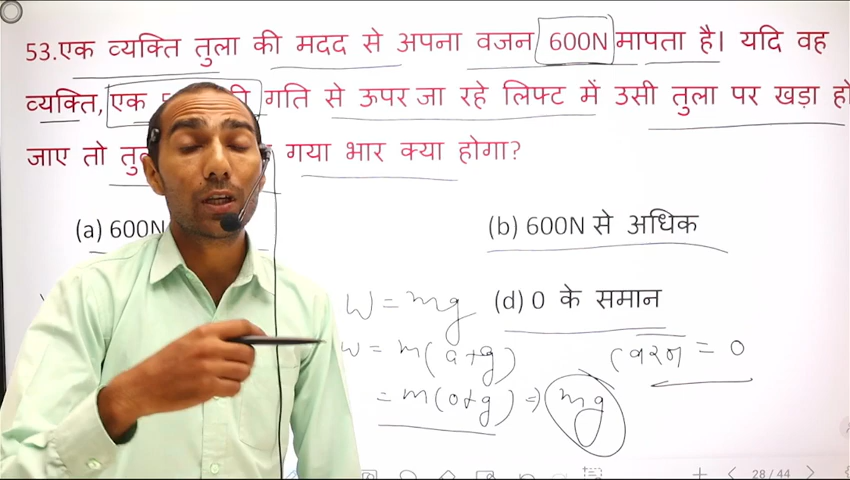 53.एक व्यक्ति तुला की मदद से अपना वजन 600N मापता है। यदि वह
व्यक्ति, एक गति से ऊपर जा रहे लिफ्ट में उसी तुला पर खड़ा हो
जाए तो गया भार क्या होगा?
(a) 600N
(b) 600N से अधिक
(d) 0 के समान
W = mg
W = m(a+g)
= m(0+g) ⇒ mg
त्वरण = 0
28 / 44